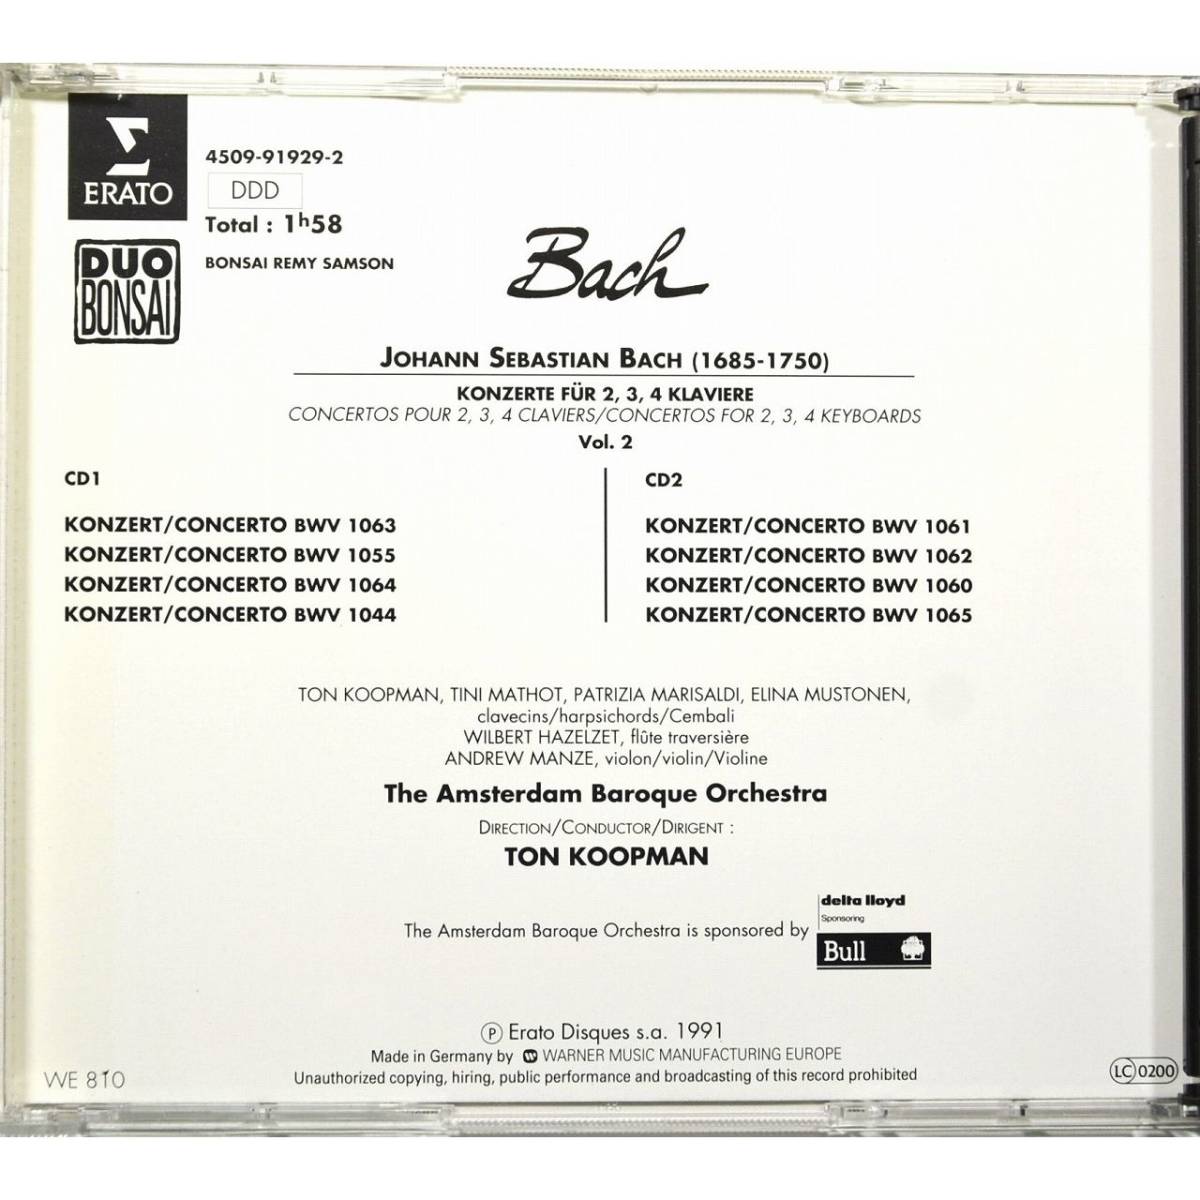 ERATO
4509-91929-2
DDD
Total : 1h58
DUO
BONSAI
BONSAI REMY SAMSON
Bach
JOHANN SEBASTIAN BACH (1685-1750)
KONZERTE FÜR 2, 3, 4 KLAVIERE
CONCERTOS POUR 2, 3, 4 CLAVIERS/CONCERTOS FOR 2, 3, 4 KEYBOARDS
Vol. 2
CD1
KONZERT/CONCERTO BWV 1063
KONZERT/CONCERTO BWV 1055
KONZERT/CONCERTO BWV 1064
KONZERT/CONCERTO BWV 1044
CD2
KONZERT/CONCERTO BWV 1061
KONZERT/CONCERTO BWV 1062
KONZERT/CONCERTO BWV 1060
KONZERT/CONCERTO BWV 1065
TON KOOPMAN, TINI MATHOT, PATRIZIA MARISALDI, ELINA MUSTONEN,
clavecins/harpsichords/Cembali
WILBERT HAZELZET, flûte traversière
ANDREW MANZE, violon/violin/Violine
The Amsterdam Baroque Orchestra
DIRECTION/CONDUCTOR/DIRIGENT :
TON KOOPMAN
The Amsterdam Baroque Orchestra is sponsored by
delta lloyd
Sponsoring
Bull
Ⓟ Erato Disques s.a. 1991
Made in Germany by WARNER MUSIC MANUFACTURING EUROPE
Unauthorized copying, hiring, public performance and broadcasting of this record prohibited
WE 810
LC 0200